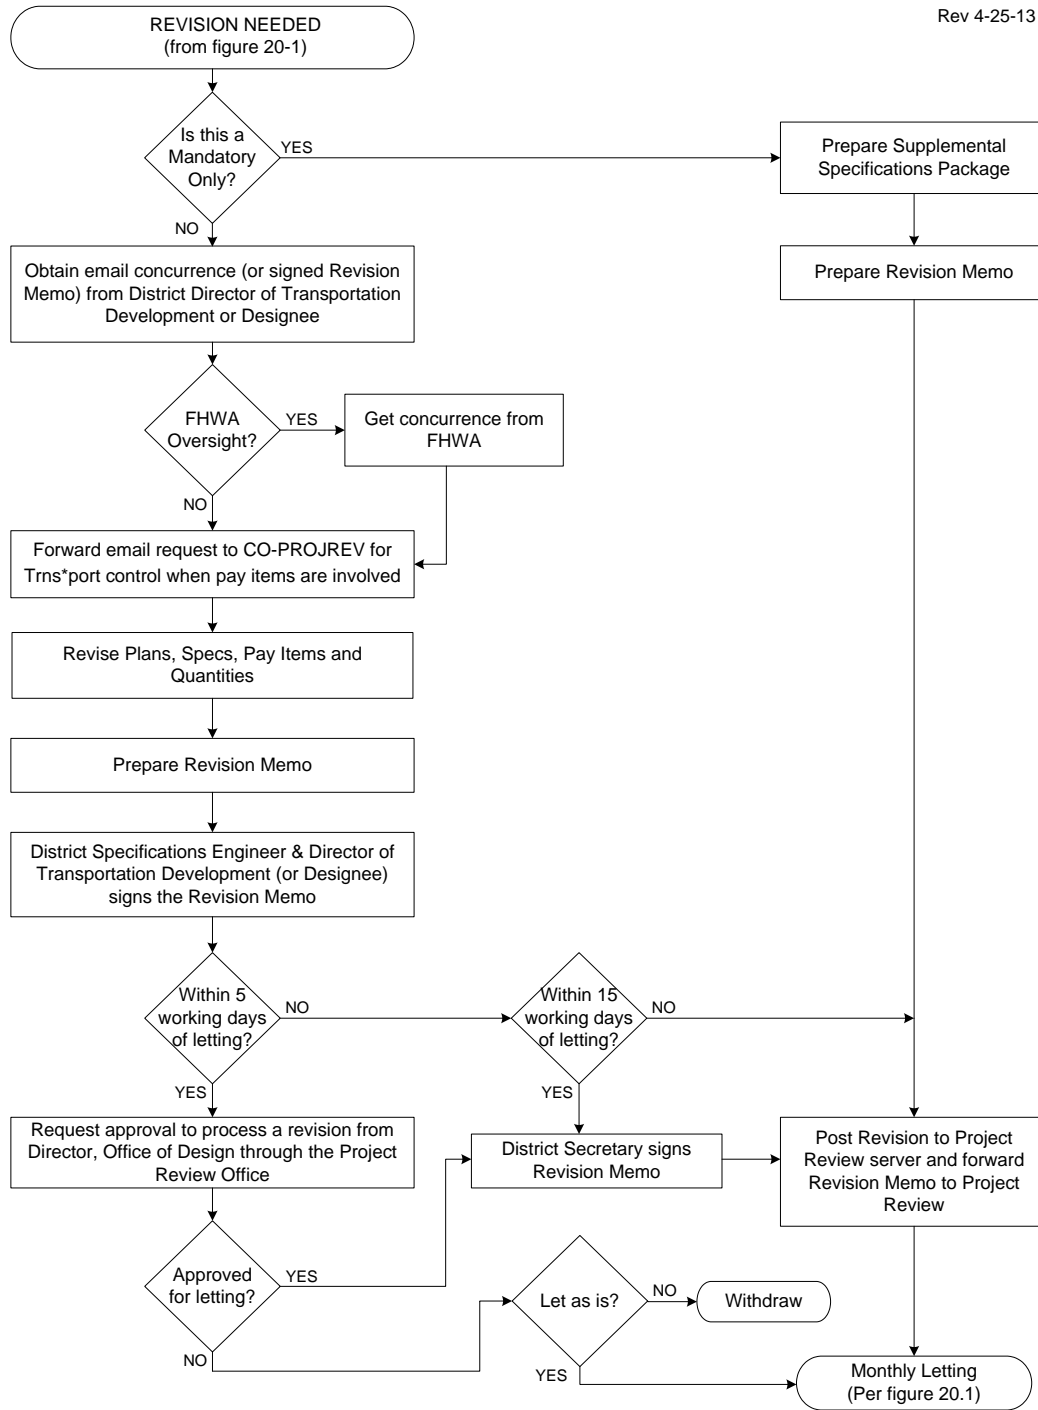 Rev 4-25-13
REVISION NEEDED
(from figure 20-1)
Is this a
Mandatory
Only?
YES
NO
Prepare Supplemental
Specifications Package
Prepare Revision Memo
Obtain email concurrence (or signed Revision
Memo) from District Director of Transportation
Development or Designee
FHWA
Oversight?
YES
NO
Get concurrence from
FHWA
Forward email request to CO-PROJREV for
Trns*port control when pay items are involved
Revise Plans, Specs, Pay Items and
Quantities
Prepare Revision Memo
District Specifications Engineer & Director of
Transportation Development (or Designee)
signs the Revision Memo
Within 5
working days
of letting?
NO
YES
Within 15
working days
of letting?
NO
YES
Request approval to process a revision from
Director, Office of Design through the Project
Review Office
District Secretary signs
Revision Memo
Post Revision to Project
Review server and forward
Revision Memo to Project
Review
Approved
for letting?
YES
NO
Let as is?
NO
YES
Withdraw
Monthly Letting
(Per figure 20.1)